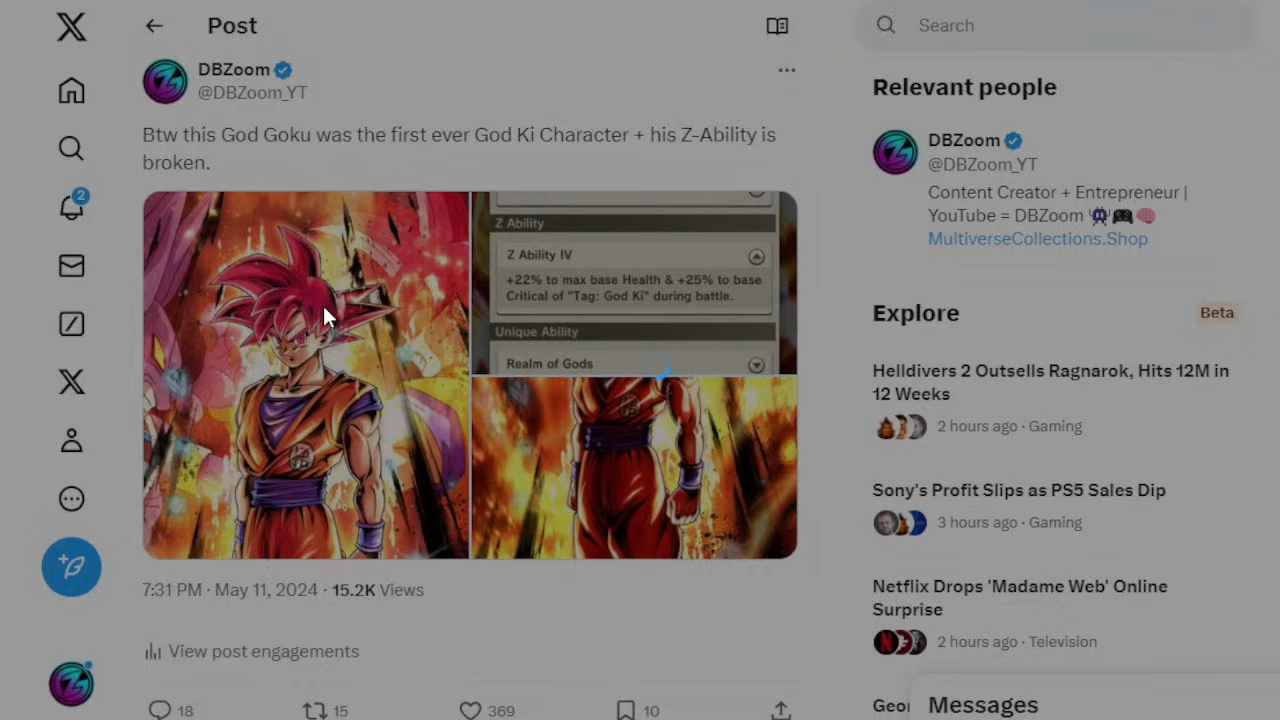 Post
DBZoom
@DBZoom_YT
Btw this God Goku was the first ever God Ki Character + his Z-Ability is
broken.
Z Ability
Z Ability IV
+22% to max base Health & +25% to base
Critical of "Tag: God Ki" during battle.
Unique Ability
Realm of Gods
7:31 PM · May 11, 2024 · 15.2K Views
View post engagements
18
15
369
10
2
Search
Relevant people
DBZoom
@DBZoom_YT
Content Creator + Entrepreneur |
YouTube = DBZoom
MultiverseCollections.Shop
Explore
Beta
Helldivers 2 Outsells Ragnarok, Hits 12M in
12 Weeks
2 hours ago · Gaming
Sony's Profit Slips as PS5 Sales Dip
3 hours ago · Gaming
Netflix Drops 'Madame Web' Online
Surprise
2 hours ago · Television
Messages